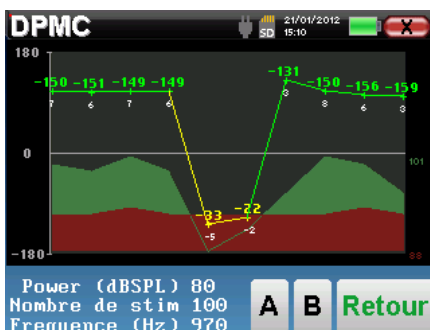 DPMC
SD
21/01/2012
15:10
X
180
-150 -151 -149 -149 -33 -22 -131 -150 -156 -159
7 6 7 6 -5 -2 3 8 6 3
0
101
-180
88
Power (dBSPL) 80
Nombre de stim 100
Frequence (Hz) 970
A B Retour